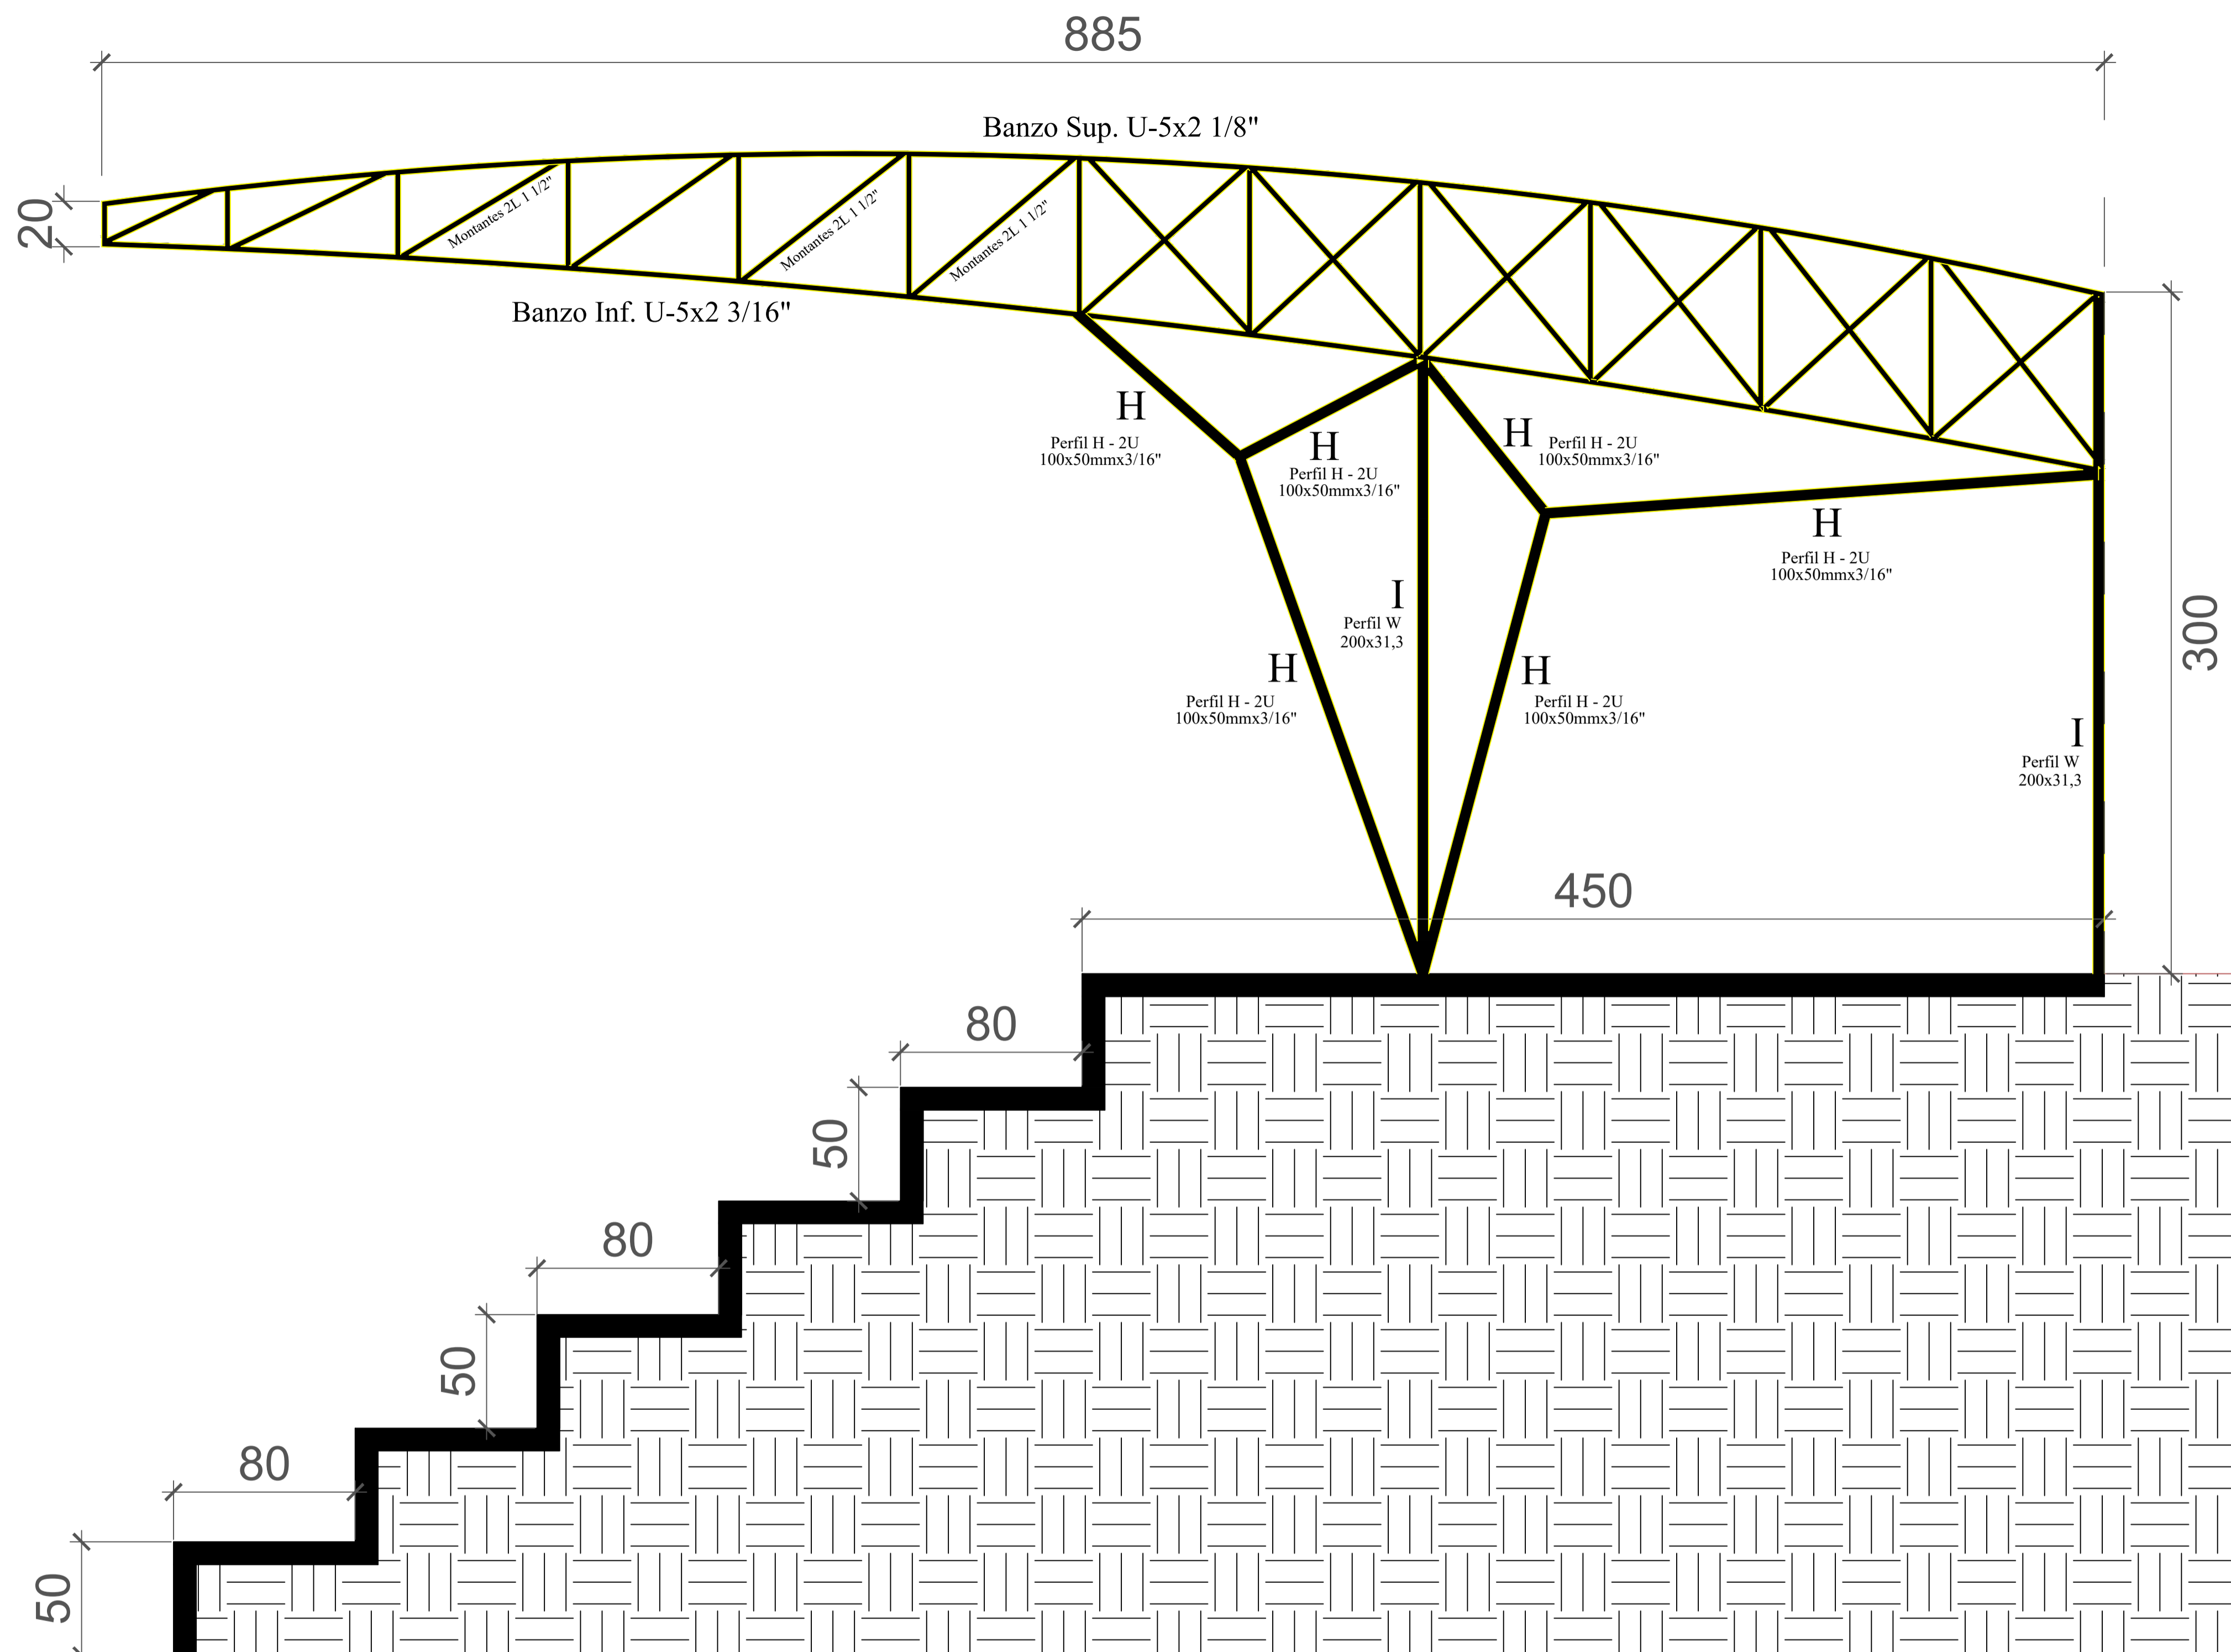 885
Banzo Sup. U-5x2 1/8"
20
Montantes 2L 1 1/2"
Montantes 2L 1 1/2"
Montantes 2L 1 1/2"
Banzo Inf. U-5x2 3/16"
H
Perfil H - 2U
100x50mmx3/16"
H
Perfil H - 2U
100x50mmx3/16"
H
Perfil H - 2U
100x50mmx3/16"
H
Perfil H - 2U
100x50mmx3/16"
I
Perfil W
200x31,3
300
H
Perfil H - 2U
100x50mmx3/16"
H
Perfil H - 2U
100x50mmx3/16"
I
Perfil W
200x31,3
450
80
50
80
50
80
50